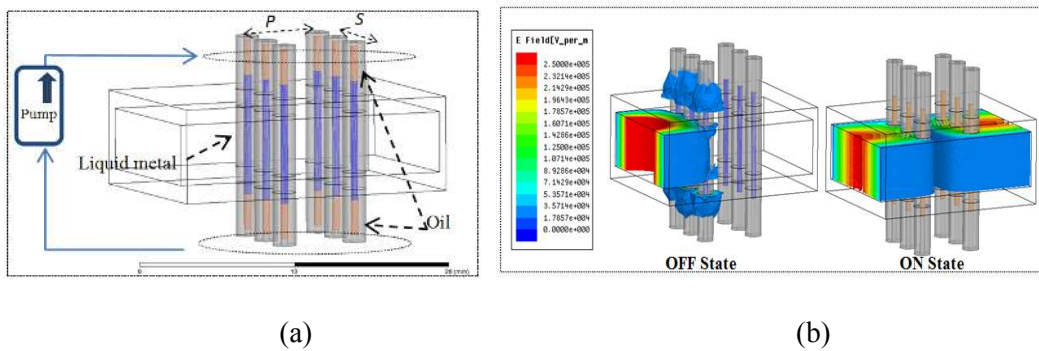 P
S
Pump
Liquid metal
Oil
0 13 26 (mm)
E Field[V_per_m
2.5000e+005
2.3214e+005
2.1429e+005
1.9643e+005
1.7857e+005
1.6071e+005
1.4286e+005
1.2500e+005
1.0714e+005
8.9286e+004
7.1429e+004
5.3571e+004
3.5714e+004
1.7857e+004
0.0000e+000
OFF State ON State
(a) (b)